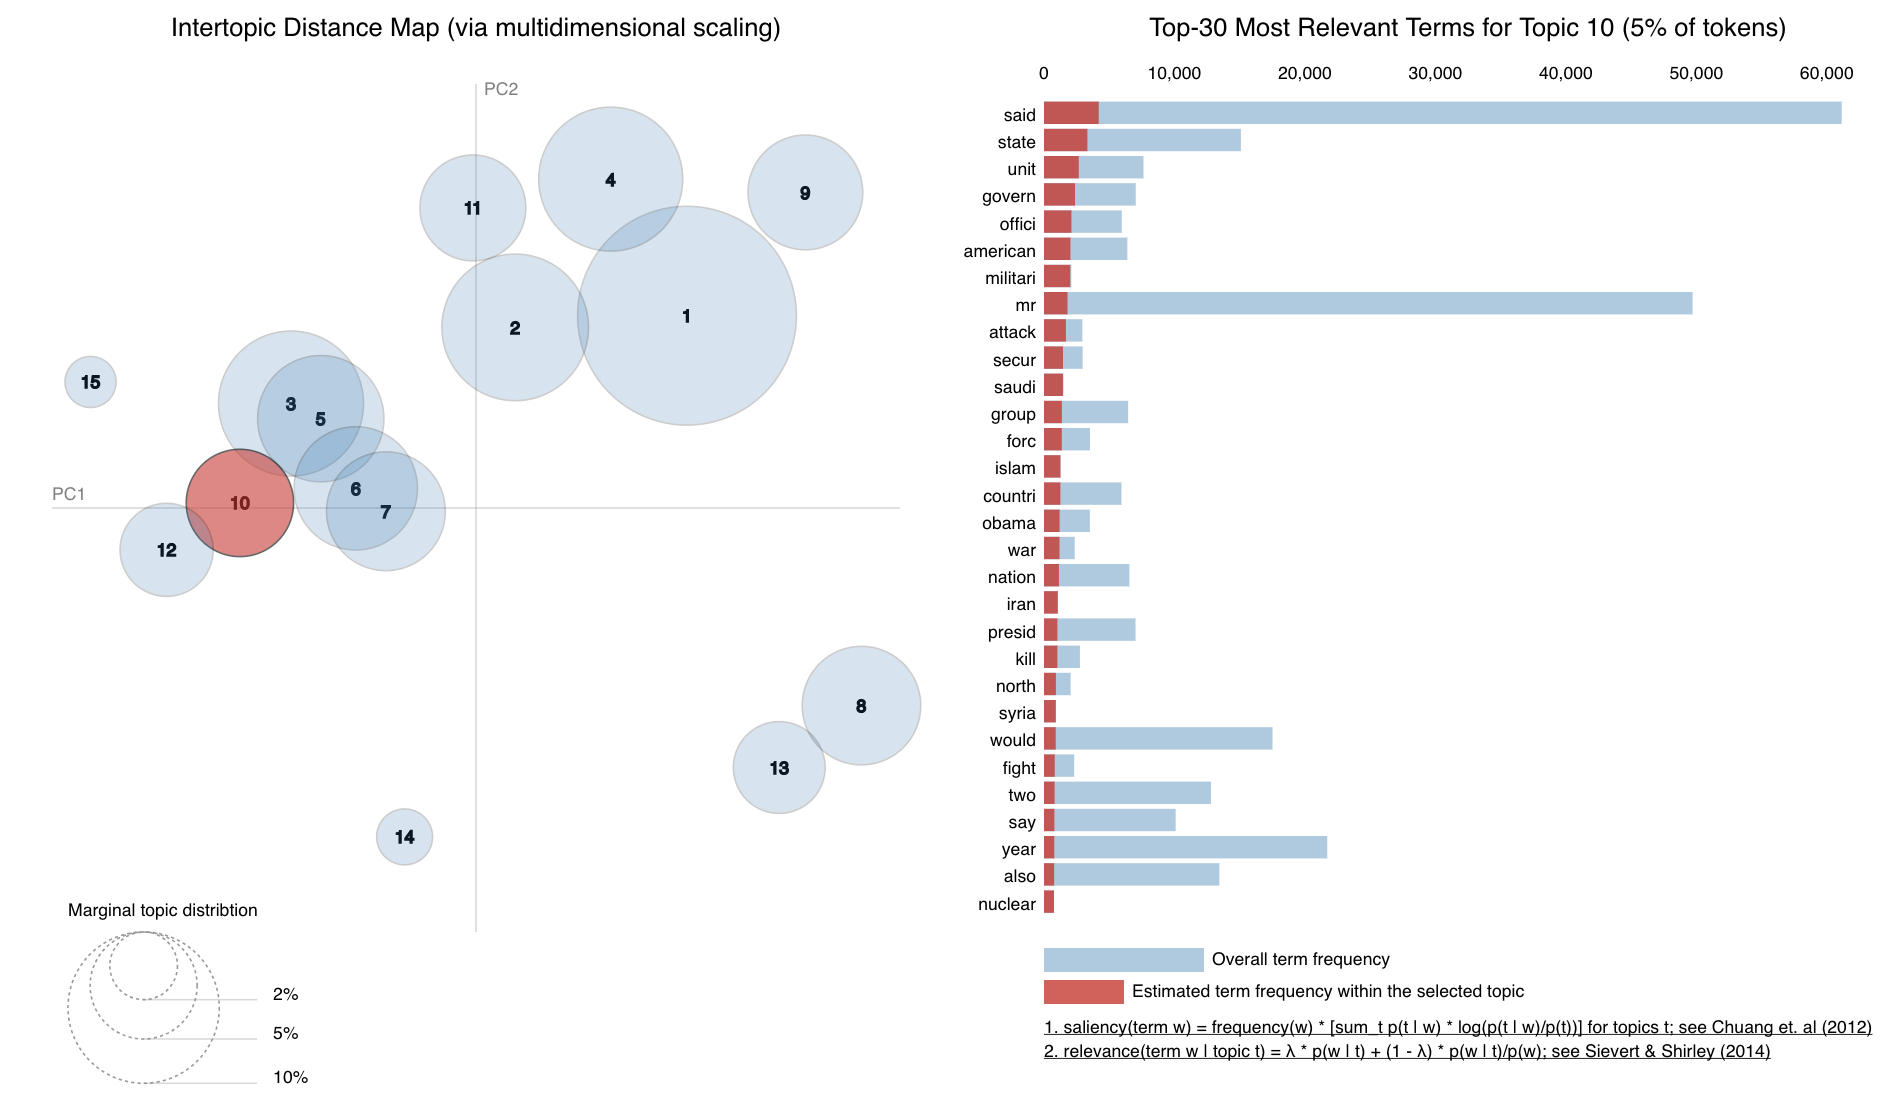 Intertopic Distance Map (via multidimensional scaling)
PC2
PC1
4
9
11
1
2
15
3
5
6
10
7
12
8
13
14
Marginal topic distribtion
2%
5%
10%
Top-30 Most Relevant Terms for Topic 10 (5% of tokens)
0 10,000 20,000 30,000 40,000 50,000 60,000
said
state
unit
govern
offici
american
militari
mr
attack
secur
saudi
group
forc
islam
countri
obama
war
nation
iran
presid
kill
north
syria
would
fight
two
say
year
also
nuclear
Overall term frequency
Estimated term frequency within the selected topic
1. saliency(term w) = frequency(w) * [sum_t p(t | w) * log(p(t | w)/p(t))] for topics t; see Chuang et. al (2012)
2. relevance(term w | topic t) = λ * p(w | t) + (1 - λ) * p(w | t)/p(w); see Sievert & Shirley (2014)